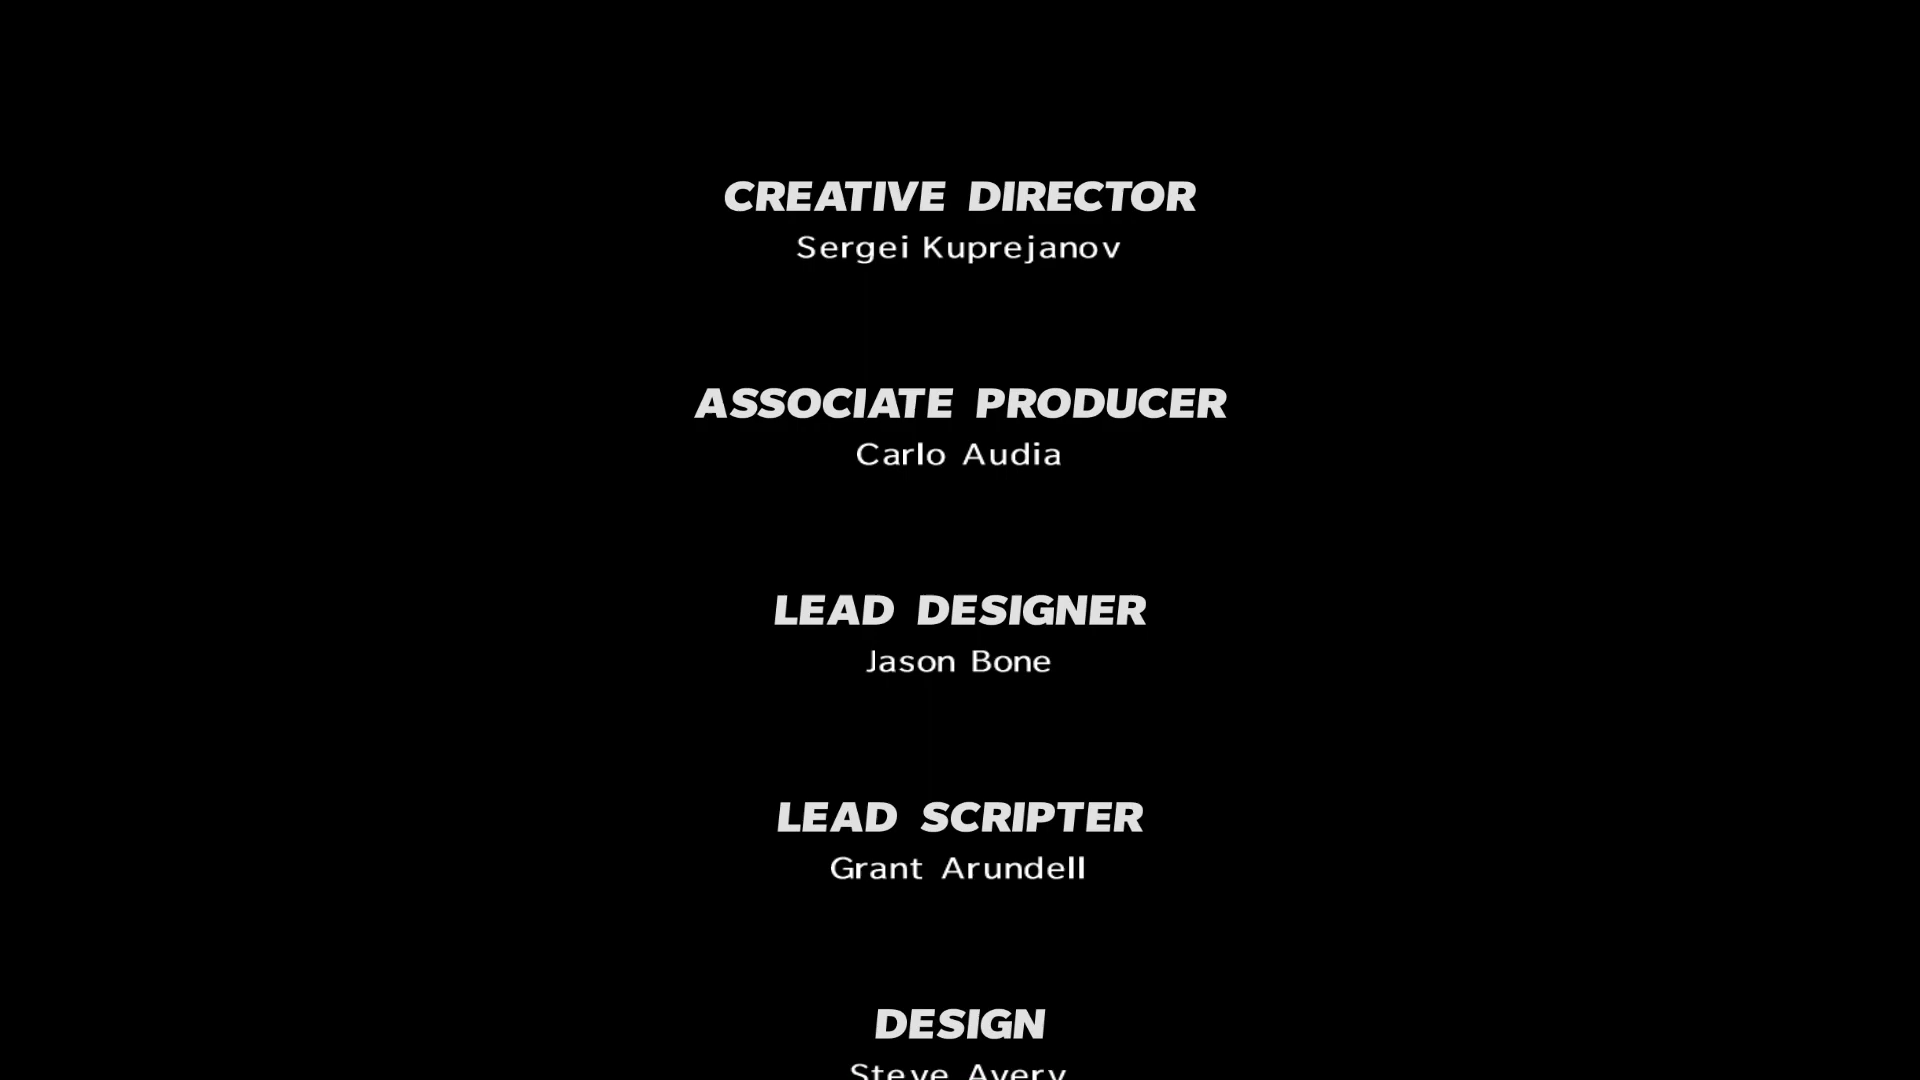 CREATIVE DIRECTOR
Sergei Kuprejanov
ASSOCIATE PRODUCER
Carlo Audia
LEAD DESIGNER
Jason Bone
LEAD SCRIPTER
Grant Arundell
DESIGN
Steve Avery